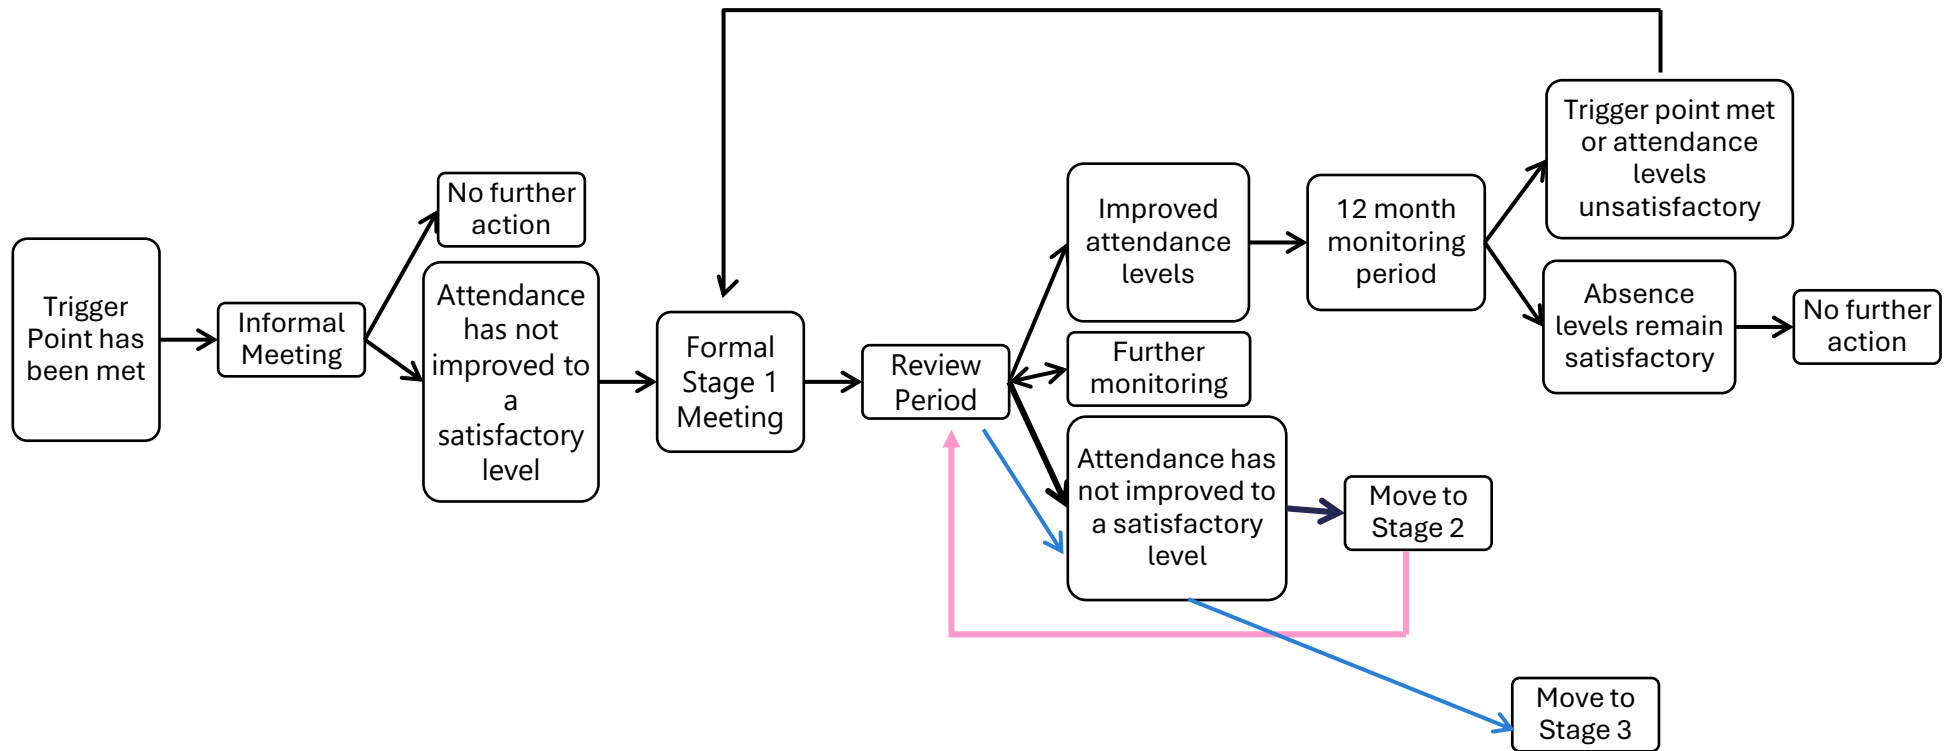 Trigger
Point has
been met
Informal
Meeting
No further
action
Attendance
has not
improved to
a
satisfactory
level
Formal
Stage 1
Meeting
Review
Period
Improved
attendance
levels
Further
monitoring
Attendance has
not improved to
a satisfactory
level
12 month
monitoring
period
Move to
Stage 2
Trigger point met
or attendance
levels
unsatisfactory
Absence
levels remain
satisfactory
No further
action
Move to
Stage 3